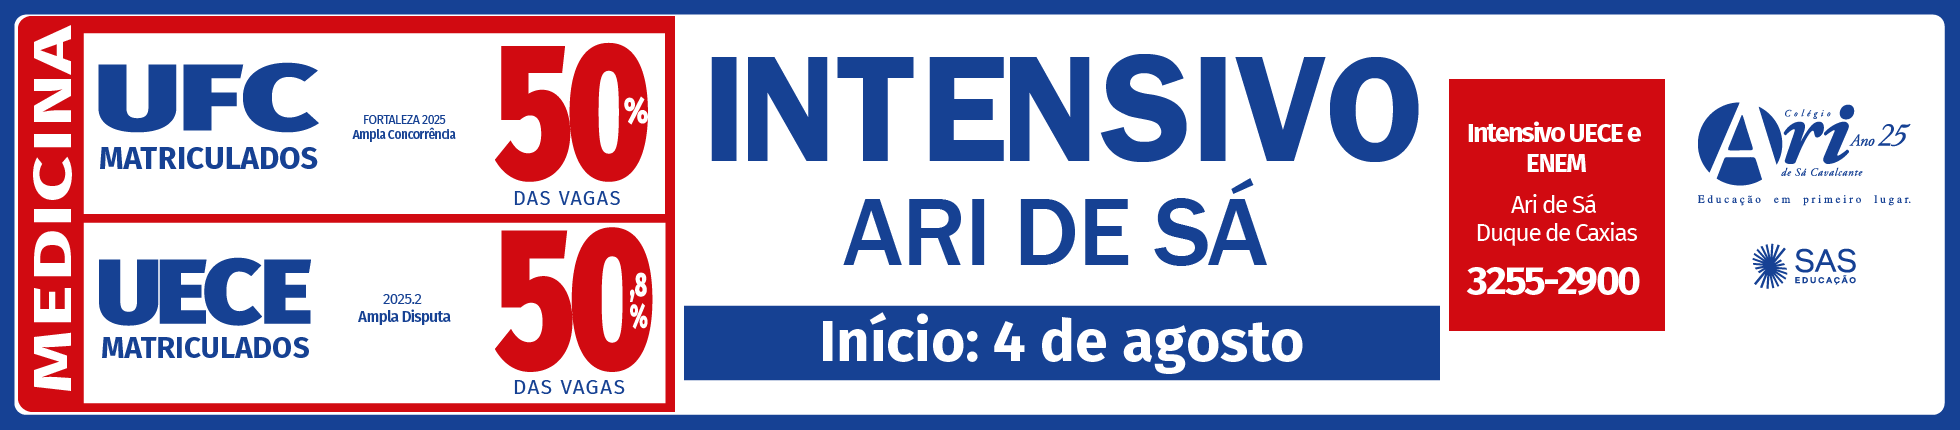 MEDICINA
UFC
MATRICULADOS
FORTALEZA 2025
Ampla Concorrência
50%
DAS VAGAS
UECE
MATRICULADOS
2025.2
Ampla Disputa
50,8%
DAS VAGAS
INTENSIVO
ARI DE SÁ
Início: 4 de agosto
Intensivo UECE e
ENEM
Ari de Sá
Duque de Caxias
3255-2900
Colégio
Ari Ano 25
de Sá Cavalcante
Educação em primeiro lugar.
SAS
EDUCAÇÃO